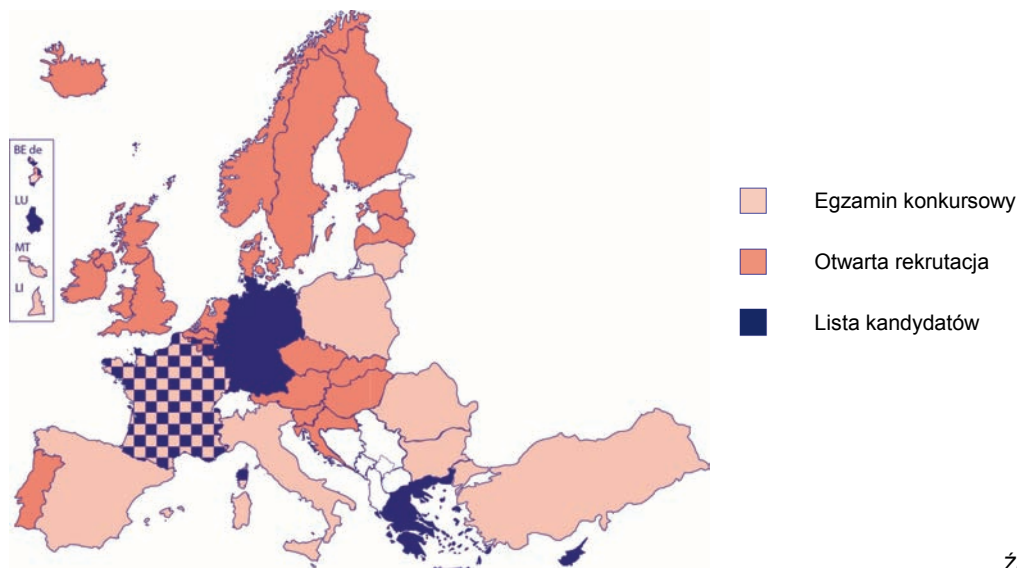 BE de
LU
MT
LI
Egzamin konkursowy
Otwarta rekrutacja
Lista kandydatów
Ź